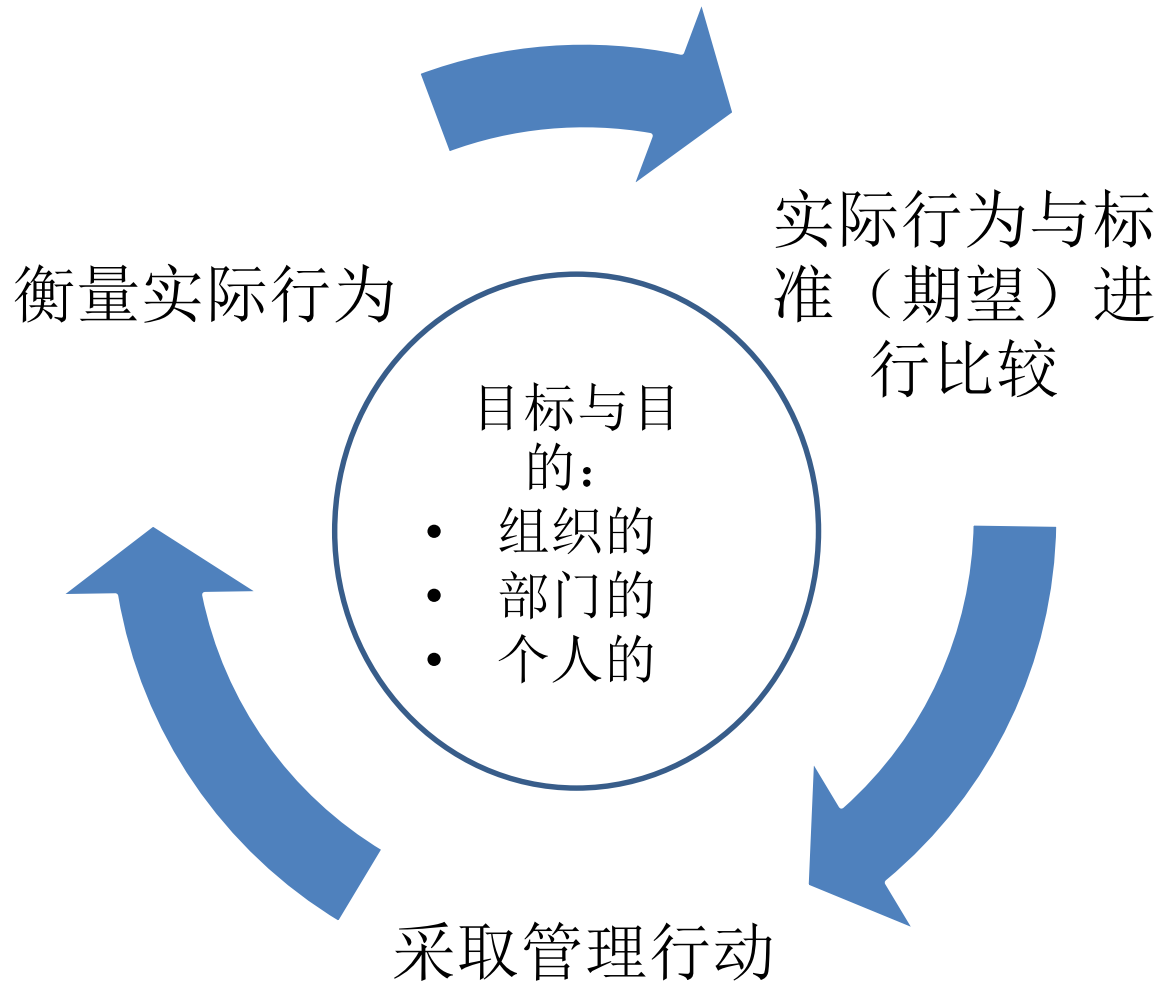 衡量实际行为
实际行为与标
准（期望）进
行比较
目标与目
的：
• 组织的
• 部门的
• 个人的
采取管理行动